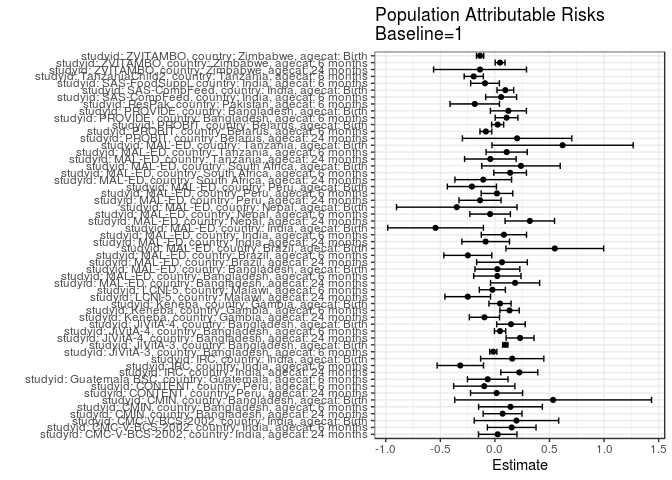 Population Attributable Risks
Baseline=1
studyid: ZVITAMBO, country: Zimbabwe, agecat: Birth
studyid: ZVITAMBO, country: Zimbabwe, agecat: 6 months
studyid: ZVITAMBO, country: Zimbabwe, agecat: 24 months
studyid: TanzaniaChild2, country: Tanzania, agecat: 6 months
studyid: SAS-FoodSuppl, country: India, agecat: 6 months
studyid: SAS-CompFeed, country: India, agecat: Birth
studyid: SAS-CompFeed, country: India, agecat: 6 months
studyid: ResPak, country: Pakistan, agecat: 6 months
studyid: PROVIDE, country: Bangladesh, agecat: Birth
studyid: PROVIDE, country: Bangladesh, agecat: 6 months
studyid: PROBIT, country: Belarus, agecat: Birth
studyid: PROBIT, country: Belarus, agecat: 6 months
studyid: PROBIT, country: Belarus, agecat: 24 months
studyid: MAL-ED, country: Tanzania, agecat: Birth
studyid: MAL-ED, country: Tanzania, agecat: 6 months
studyid: MAL-ED, country: Tanzania, agecat: 24 months
studyid: MAL-ED, country: South Africa, agecat: Birth
studyid: MAL-ED, country: South Africa, agecat: 6 months
studyid: MAL-ED, country: South Africa, agecat: 24 months
studyid: MAL-ED, country: Peru, agecat: Birth
studyid: MAL-ED, country: Peru, agecat: 6 months
studyid: MAL-ED, country: Peru, agecat: 24 months
studyid: MAL-ED, country: Nepal, agecat: Birth
studyid: MAL-ED, country: Nepal, agecat: 6 months
studyid: MAL-ED, country: Nepal, agecat: 24 months
studyid: MAL-ED, country: India, agecat: Birth
studyid: MAL-ED, country: India, agecat: 6 months
studyid: MAL-ED, country: India, agecat: 24 months
studyid: MAL-ED, country: Brazil, agecat: Birth
studyid: MAL-ED, country: Brazil, agecat: 6 months
studyid: MAL-ED, country: Brazil, agecat: 24 months
studyid: MAL-ED, country: Bangladesh, agecat: Birth
studyid: MAL-ED, country: Bangladesh, agecat: 6 months
studyid: MAL-ED, country: Bangladesh, agecat: 24 months
studyid: LCNI-5, country: Malawi, agecat: 6 months
studyid: LCNI-5, country: Malawi, agecat: 24 months
studyid: Keneba, country: Gambia, agecat: Birth
studyid: Keneba, country: Gambia, agecat: 6 months
studyid: Keneba, country: Gambia, agecat: 24 months
studyid: JiVitA-4, country: Bangladesh, agecat: Birth
studyid: JiVitA-4, country: Bangladesh, agecat: 6 months
studyid: JiVitA-4, country: Bangladesh, agecat: 24 months
studyid: JiVitA-3, country: Bangladesh, agecat: Birth
studyid: JiVitA-3, country: Bangladesh, agecat: 6 months
studyid: IRC, country: India, agecat: Birth
studyid: IRC, country: India, agecat: 6 months
studyid: IRC, country: India, agecat: 24 months
studyid: Guatemala BSC, country: Guatemala, agecat: 6 months
studyid: CONTENT, country: Peru, agecat: 6 months
studyid: CONTENT, country: Peru, agecat: 24 months
studyid: CMIN, country: Bangladesh, agecat: Birth
studyid: CMIN, country: Bangladesh, agecat: 6 months
studyid: CMIN, country: Bangladesh, agecat: 24 months
studyid: CMC-V-BCS-2002, country: India, agecat: Birth
studyid: CMC-V-BCS-2002, country: India, agecat: 6 months
studyid: CMC-V-BCS-2002, country: India, agecat: 24 months
-1.0 -0.5 0.0 0.5 1.0 1.5
Estimate